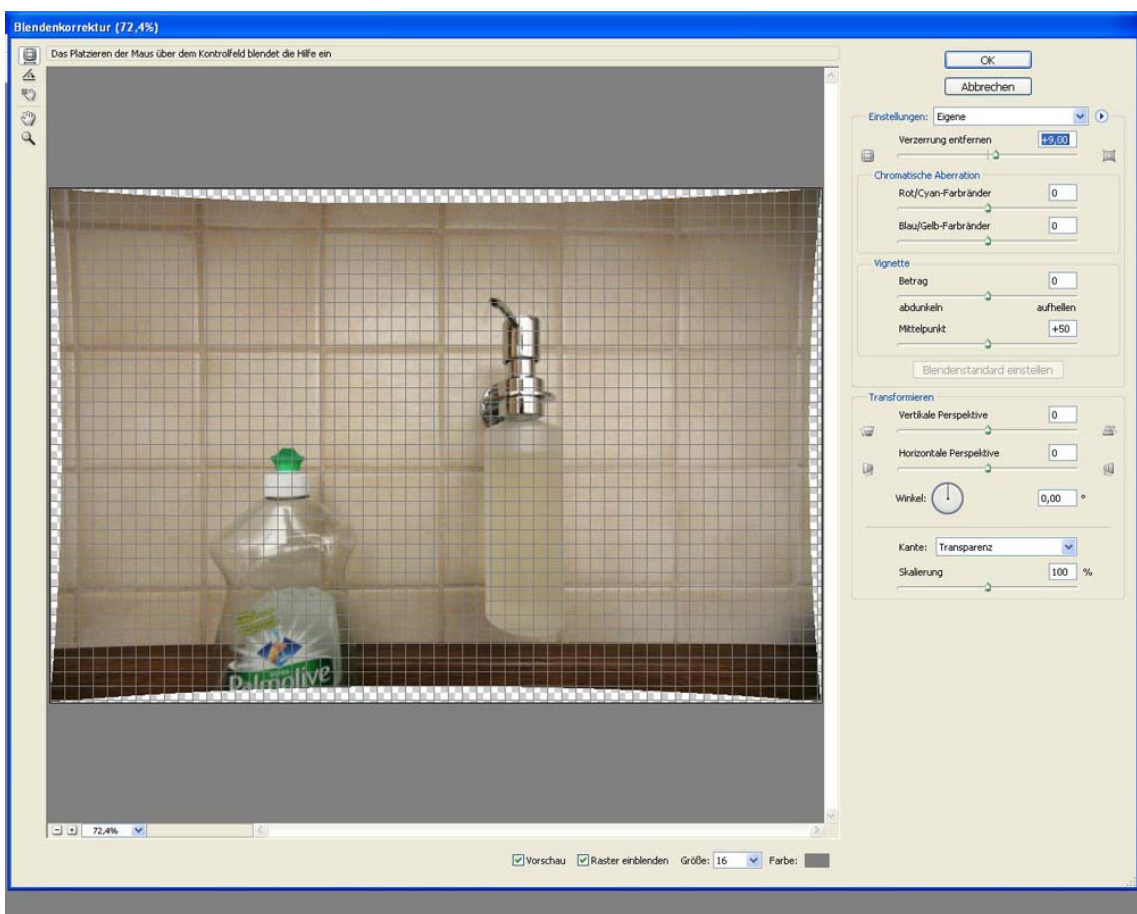 Blendenkorrektur (72,4%)
Das Platzieren der Maus über dem Kontrolfeld blendet die Hilfe ein
OK
Abbrechen
Einstellungen: Eigene
Verzerrung entfernen +9,00
Chromatische Aberration
Rot/Cyan-Farbränder 0
Blau/Gelb-Farbränder 0
Vignette
Betrag 0
abdunkeln aufhellen
Mittelpunkt +50
Blendenstandard einstellen
Transformieren
Vertikale Perspektive 0
Horizontale Perspektive 0
Winkel: 0,00 °
Kante: Transparenz
Skalierung 100 %
Palmolive
72,4%
Vorschau Raster einblenden Größe: 16 Farbe: